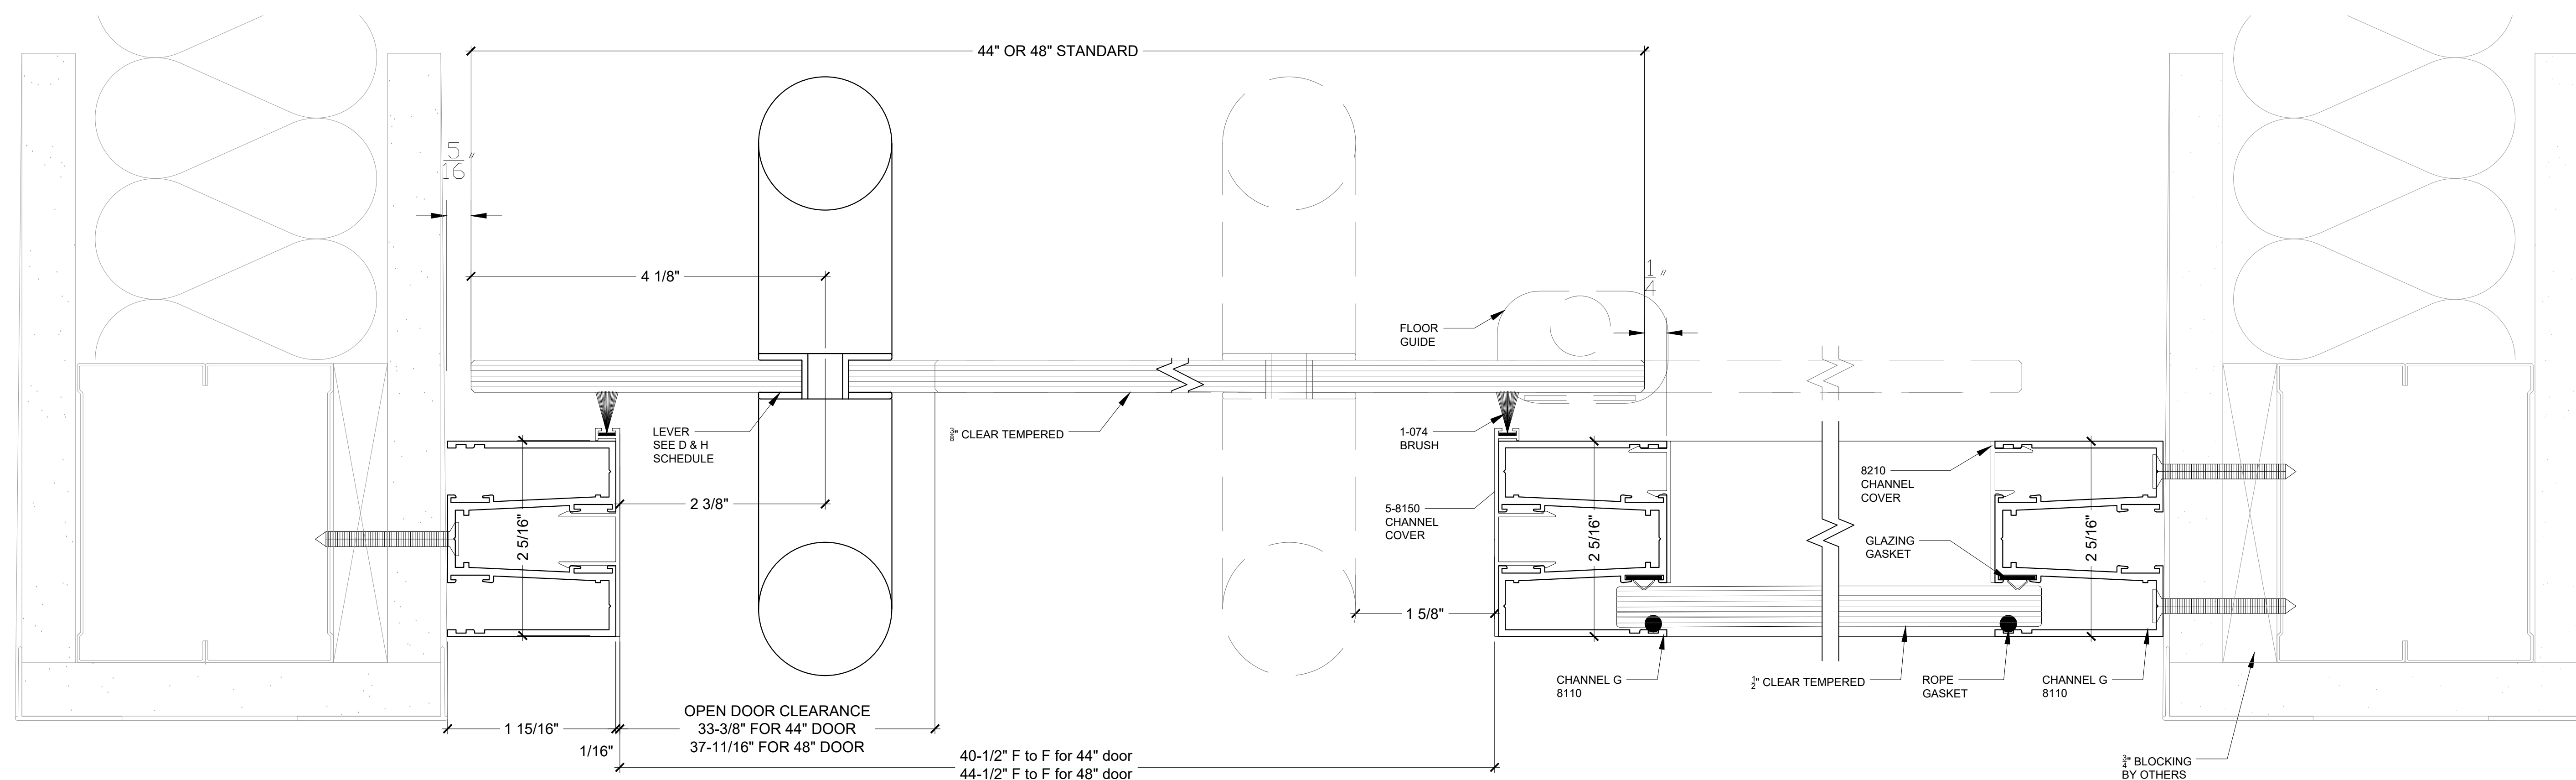 44" OR 48" STANDARD
5/16"
4 1/8"
1/4"
FLOOR
GUIDE
LEVER
SEE D & H
SCHEDULE
3/8" CLEAR TEMPERED
1-074
BRUSH
8210
CHANNEL
COVER
2 3/8"
5-8150
CHANNEL
COVER
2 5/16"
2 5/16"
2 5/16"
GLAZING
GASKET
1 5/8"
CHANNEL G
8110
1/2" CLEAR TEMPERED
ROPE
GASKET
CHANNEL G
8110
OPEN DOOR CLEARANCE
33-3/8" FOR 44" DOOR
37-11/16" FOR 48" DOOR
1 15/16"
1/16"
40-1/2" F to F for 44" door
44-1/2" F to F for 48" door
3/4" BLOCKING
BY OTHERS